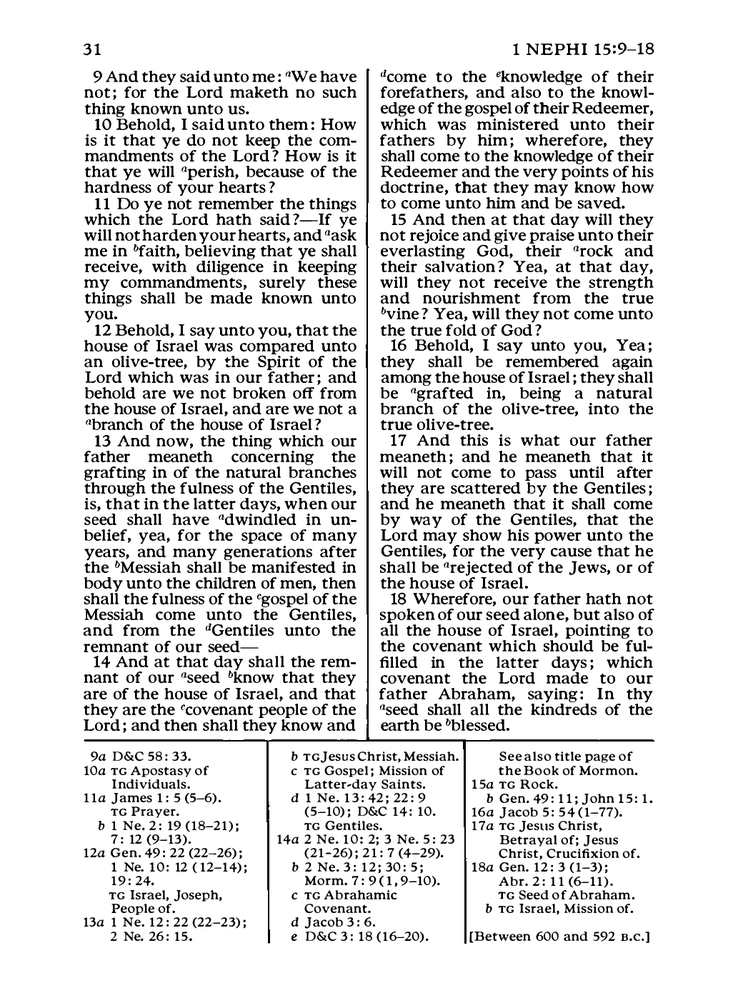 31
1 NEPHI 15:9–18
9 And they said unto me: aWe have
not; for the Lord maketh no such
thing known unto us.
10 Behold, I said unto them: How
is it that ye do not keep the com-
mandments of the Lord? How is it
that ye will aperish, because of the
hardness of your hearts?
11 Do ye not remember the things
which the Lord hath said?—If ye
will not harden your hearts, and aask
me in bfaith, believing that ye shall
receive, with diligence in keeping
my commandments, surely these
things shall be made known unto
you.
12 Behold, I say unto you, that the
house of Israel was compared unto
an olive-tree, by the Spirit of the
Lord which was in our father; and
behold are we not broken off from
the house of Israel, and are we not a
abranch of the house of Israel?
13 And now, the thing which our
father meaneth concerning the
grafting in of the natural branches
through the fulness of the Gentiles,
is, that in the latter days, when our
seed shall have adwindled in un-
belief, yea, for the space of many
years, and many generations after
the bMessiah shall be manifested in
body unto the children of men, then
shall the fulness of the cgospel of the
Messiah come unto the Gentiles,
and from the dGentiles unto the
remnant of our seed—
14 And at that day shall the rem-
nant of our aseed bknow that they
are of the house of Israel, and that
they are the ccovenant people of the
Lord; and then shall they know and
dcome to the eknowledge of their
forefathers, and also to the knowl-
edge of the gospel of their Redeemer,
which was ministered unto their
fathers by him; wherefore, they
shall come to the knowledge of their
Redeemer and the very points of his
doctrine, that they may know how
to come unto him and be saved.
15 And then at that day will they
not rejoice and give praise unto their
everlasting God, their arock and
their salvation? Yea, at that day,
will they not receive the strength
and nourishment from the true
bvine? Yea, will they not come unto
the true fold of God?
16 Behold, I say unto you, Yea;
they shall be remembered again
among the house of Israel; they shall
be agrafted in, being a natural
branch of the olive-tree, into the
true olive-tree.
17 And this is what our father
meaneth; and he meaneth that it
will not come to pass until after
they are scattered by the Gentiles;
and he meaneth that it shall come
by way of the Gentiles, that the
Lord may show his power unto the
Gentiles, for the very cause that he
shall be arejected of the Jews, or of
the house of Israel.
18 Wherefore, our father hath not
spoken of our seed alone, but also of
all the house of Israel, pointing to
the covenant which should be ful-
filled in the latter days; which
covenant the Lord made to our
father Abraham, saying: In thy
aseed shall all the kindreds of the
earth be bblessed.
9a D&C 58: 33.
10a TG Apostasy of
Individuals.
11a James 1: 5 (5–6).
TG Prayer.
b 1 Ne. 2: 19 (18–21);
7: 12 (9–13).
12a Gen. 49: 22 (22–26);
1 Ne. 10: 12 (12–14);
19: 24.
TG Israel, Joseph,
People of.
13a 1 Ne. 12: 22 (22–23);
2 Ne. 26: 15.
b TG Jesus Christ, Messiah.
c TG Gospel; Mission of
Latter-day Saints.
d 1 Ne. 13: 42; 22: 9
(5–10); D&C 14: 10.
TG Gentiles.
14a 2 Ne. 10: 2; 3 Ne. 5: 23
(21–26); 21: 7 (4–29).
b 2 Ne. 3: 12; 30: 5;
Morm. 7: 9 (1, 9–10).
c TG Abrahamic
Covenant.
d Jacob 3: 6.
e D&C 3: 18 (16–20).
See also title page of
the Book of Mormon.
15a TG Rock.
b Gen. 49: 11; John 15: 1.
16a Jacob 5: 54 (1–77).
17a TG Jesus Christ,
Betrayal of; Jesus
Christ, Crucifixion of.
18a Gen. 12: 3 (1–3);
Abr. 2: 11 (6–11).
TG Seed of Abraham.
b TG Israel, Mission of.
[Between 600 and 592 B.C.]